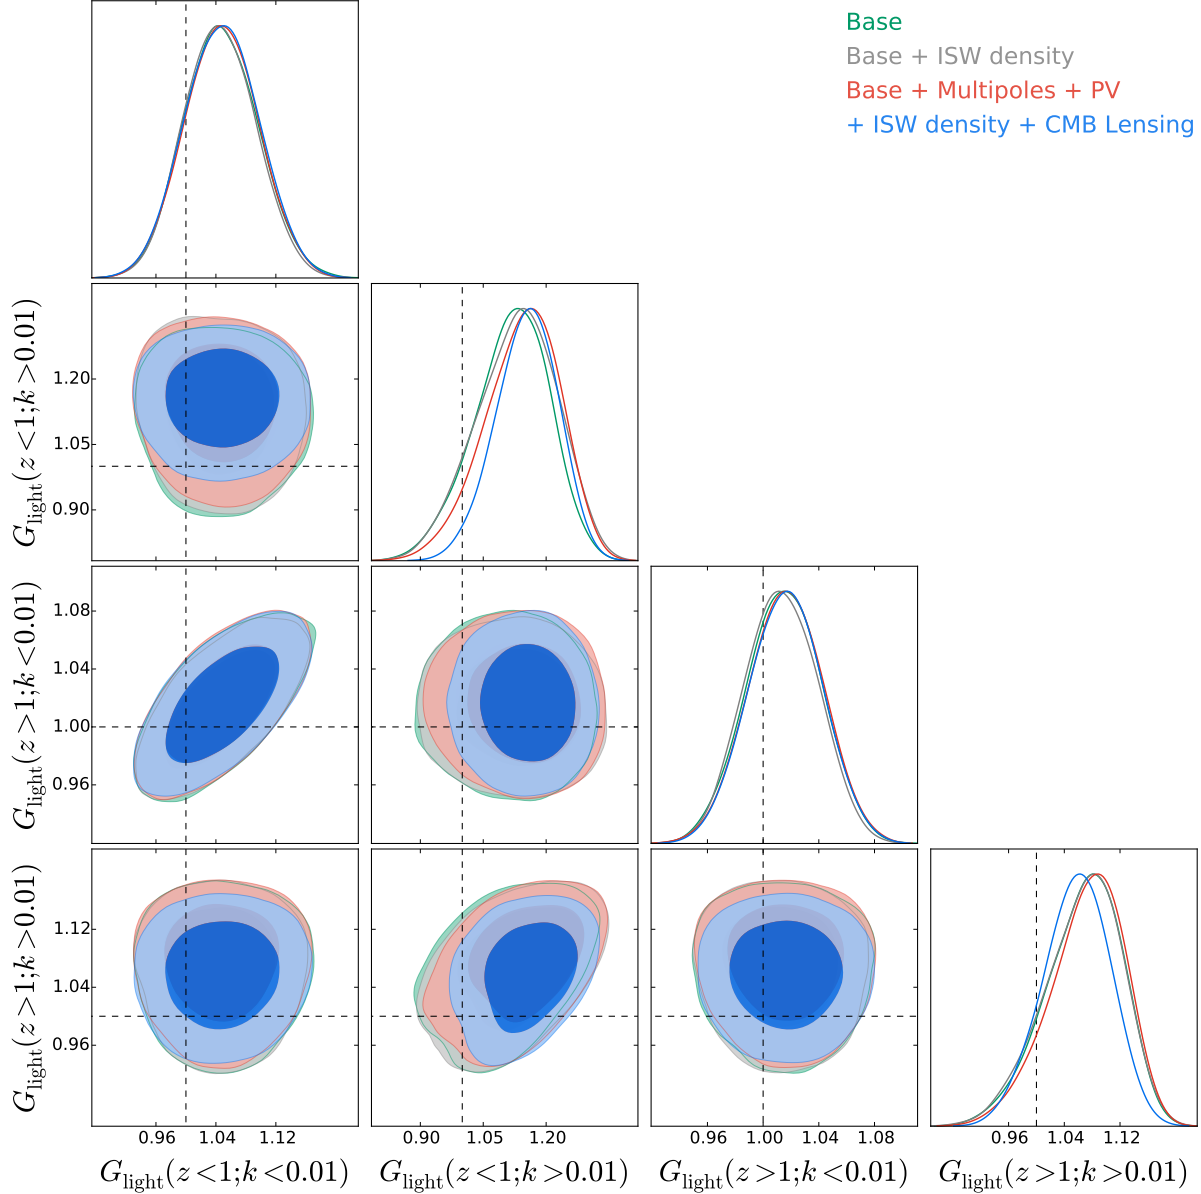 Base
Base + ISW density
Base + Multipoles + PV
+ ISW density + CMB Lensing
G_light(z<1;k>0.01)
1.20
1.05
0.90
G_light(z>1;k<0.01)
1.08
1.04
1.00
0.96
G_light(z>1;k>0.01)
1.12
1.04
0.96
0.96 1.04 1.12
0.90 1.05 1.20
0.96 1.00 1.04 1.08
0.96 1.04 1.12
G_light(z<1;k<0.01)
G_light(z<1;k>0.01)
G_light(z>1;k<0.01)
G_light(z>1;k>0.01)